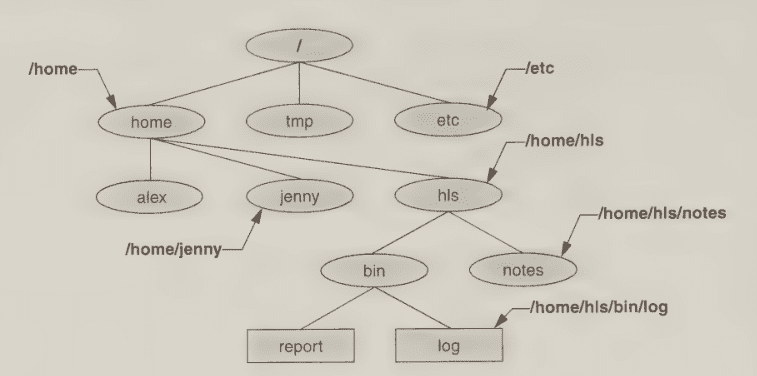 /
/home
/etc
home
tmp
etc
/home/hls
alex
jenny
hls
/home/hls/notes
/home/jenny
bin
notes
/home/hls/bin/log
report
log